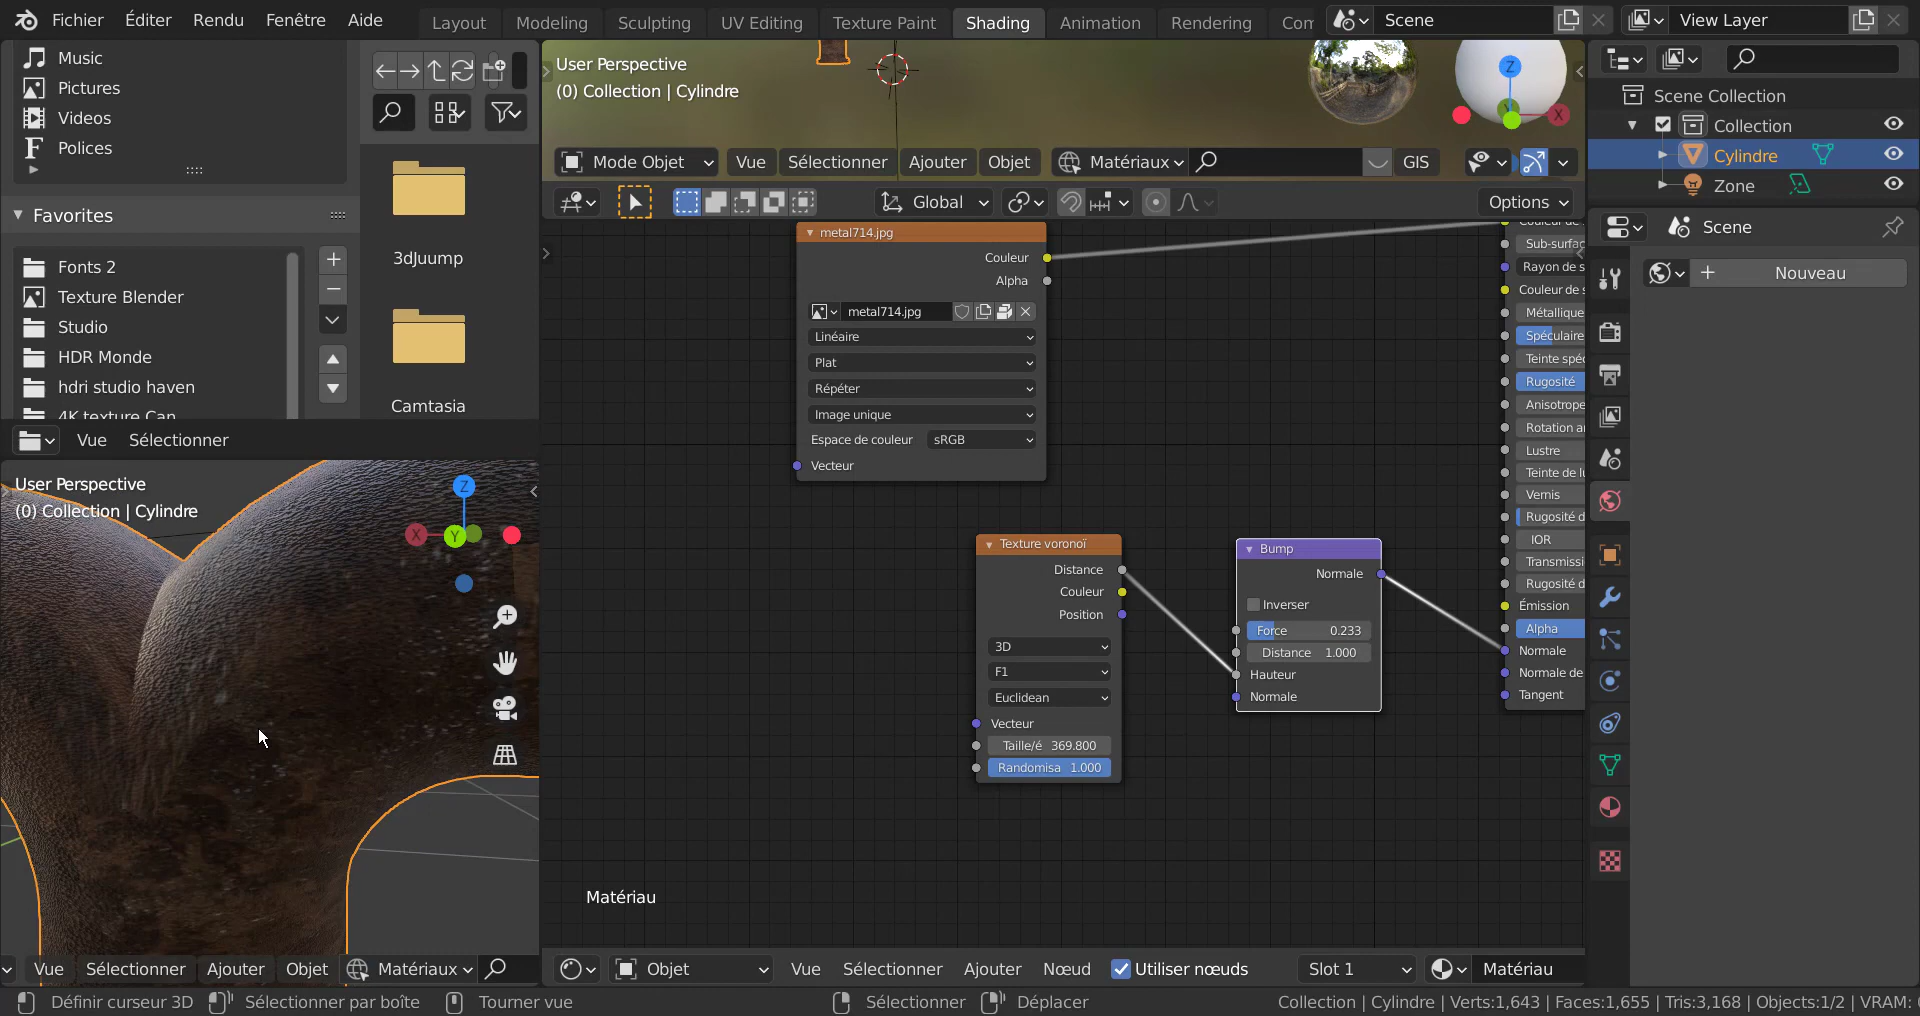 Fichier Éditer Rendu Fenêtre Aide Layout Modeling Sculpting UV Editing Texture Paint Shading Animation Rendering Scene View Layer
Music
Pictures
Videos
Polices
Favorites
Fonts 2
Texture Blender
Studio
HDR Monde
hdri studio haven
4K texture Can
3dJuump
Camtasia
Vue Sélectionner
User Perspective
(0) Collection | Cylindre
Z
X
Mode Objet Vue Sélectionner Ajouter Objet Matériaux GIS
Global Options
metal714.jpg
Couleur
Alpha
metal714.jpg
Linéaire
Plat
Répéter
Image unique
Espace de couleur sRGB
Vecteur
Texture voronoï
Distance
Couleur
Position
3D
F1
Euclidean
Vecteur
Taille/é 369.800
Randomisa 1.000
Bump
Normale
Inverser
Force 0.233
Distance 1.000
Hauteur
Normale
Sub-surfac
Rayon de s
Couleur de s
Métallique
Spéculaire
Teinte spé
Rugosité
Anisotrope
Rotation a
Lustre
Teinte de lu
Vernis
Rugosité d
IOR
Transmissi
Rugosité d
Émission
Alpha
Normale
Normale de
Tangent
Matériau
User Perspective
(0) Collection | Cylindre
Z
X
Y
Vue Sélectionner Ajouter Objet Matériaux
Objet Vue Sélectionner Ajouter Nœud Utiliser nœuds Slot 1 Matériau
Scene Collection
Collection
Cylindre
Zone
Scene
Nouveau
Définir curseur 3D Sélectionner par boîte Tourner vue Sélectionner Déplacer Collection | Cylindre | Verts:1,643 | Faces:1,655 | Tris:3,168 | Objects:1/2 | VRAM: